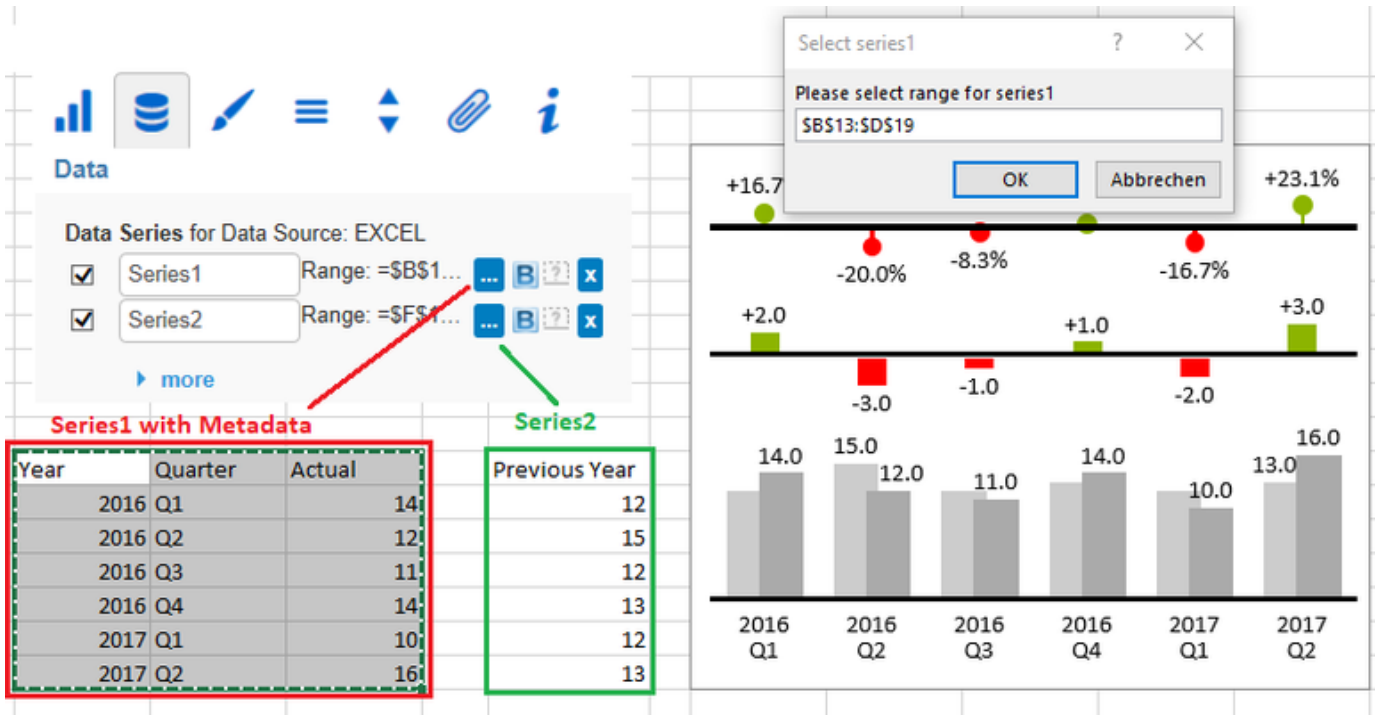 Select series1 ?
Please select range for series1
$B$13:$D$19
OK Abbrechen
Data
Data Series for Data Source: EXCEL
Series1 Range: =$B$1... ... B ? x
Series2 Range: =$F$1... ... B ? x
more
Series1 with Metadata
Series2
Year Quarter Actual Previous Year
2016 Q1 14 12
2016 Q2 12 15
2016 Q3 11 12
2016 Q4 14 13
2017 Q1 10 12
2017 Q2 16 13
+16.7 +23.1%
-20.0% -8.3% -16.7%
+2.0 +1.0 +3.0
-3.0 -1.0 -2.0
14.0 15.0 12.0 11.0 14.0 10.0 13.0 16.0
2016 2016 2016 2016 2017 2017
Q1 Q2 Q3 Q4 Q1 Q2